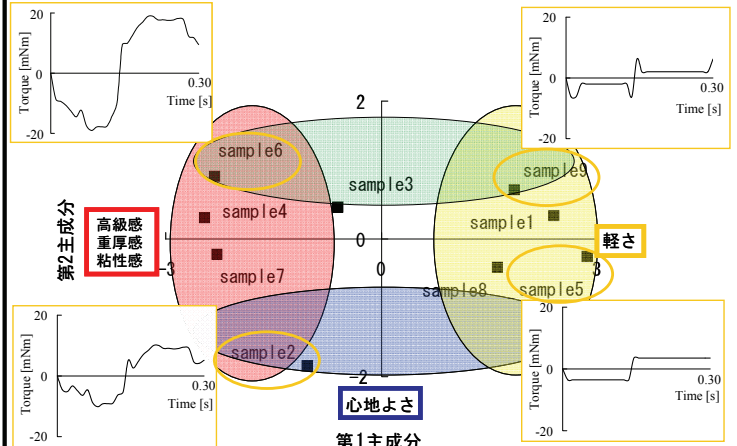 20
0
-20
Torque [mNm]
0.30
Time [s]
20
0
-20
Torque [mNm]
0.30
Time [s]
2
sample6
sample9
sample3
sample4
sample1
第2主成分
高級感
重厚感
粘性感
-3
0
3
軽さ
sample7
sample8
sample5
20
0
-20
Torque [mNm]
0.30
Time [s]
sample2
-2
心地よさ
第1主成分
20
0
-20
Torque [mNm]
0.30
Time [s]